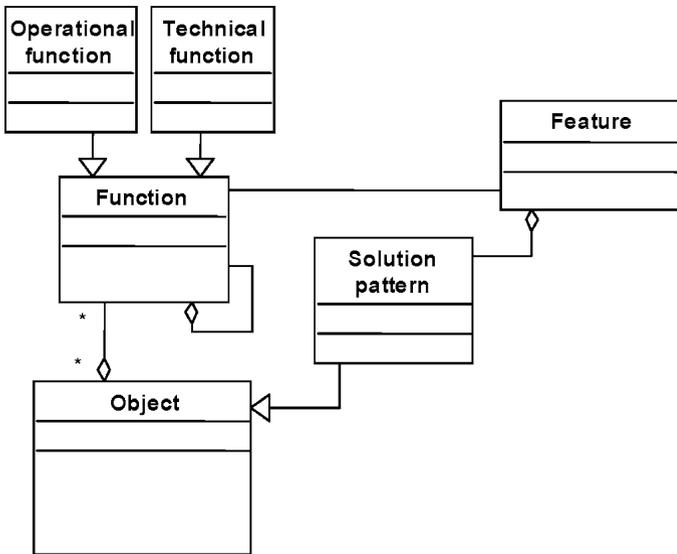 Operational
function
Technical
function
Feature
Function
Solution
pattern
*
*
Object